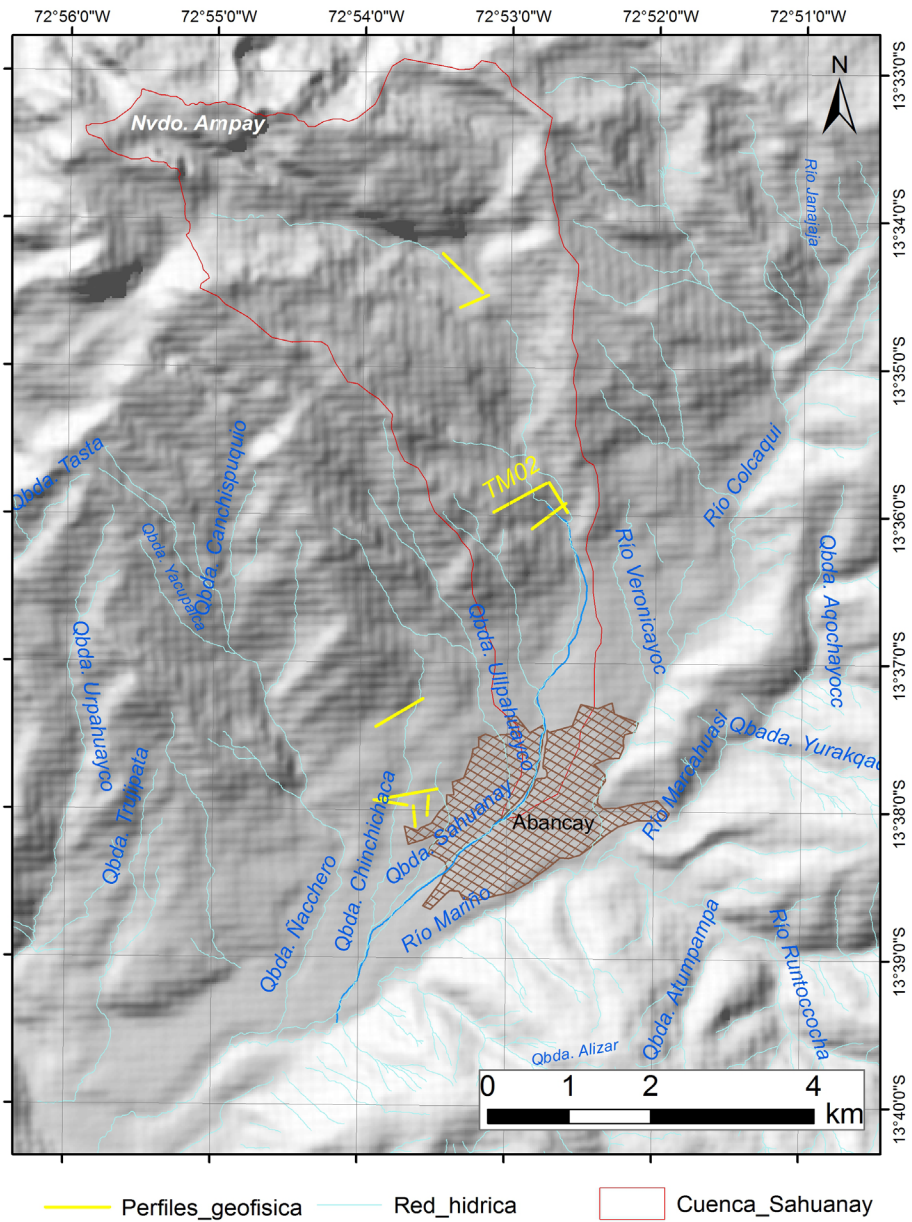 72°56'0"W 72°55'0"W 72°54'0"W 72°53'0"W 72°52'0"W 72°51'0"W
N
13°33'0"S
Nvdo. Ampay
Río Janajaja
13°34'0"S
13°35'0"S
Qbda. Tasta
Qbda. Canchispuquio
Río Colcaqui
TM02
13°36'0"S
Qbda. Yacupalca
Río Veronicayoc
Qbda. Aqochayocc
Qbda. Urpahuayco
Qbda. Ullpahuayco
13°37'0"S
Qbada. Yurakqac
Qbda. Trujipata
Río Marcahuasi
Qbda. Sahuanay
Abancay
13°38'0"S
Qbda. Chinchichaca
Qbda. Ñacchero
Río Mariño
Qbda. Atumpampa
Río Runtoccocha
13°39'0"S
Qbda. Alizar
0 1 2 4
km
13°40'0"S
Perfiles_geofisica Red_hidrica Cuenca_Sahuanay